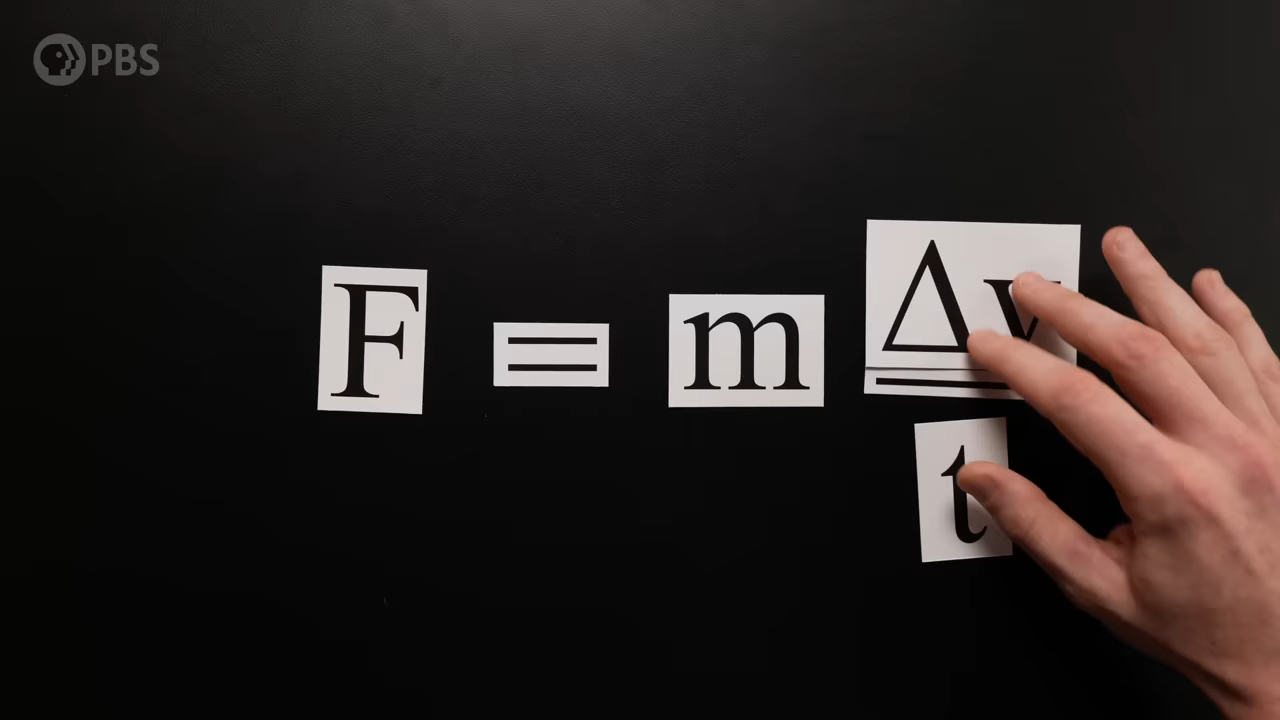 PBS
F = m Δv
t